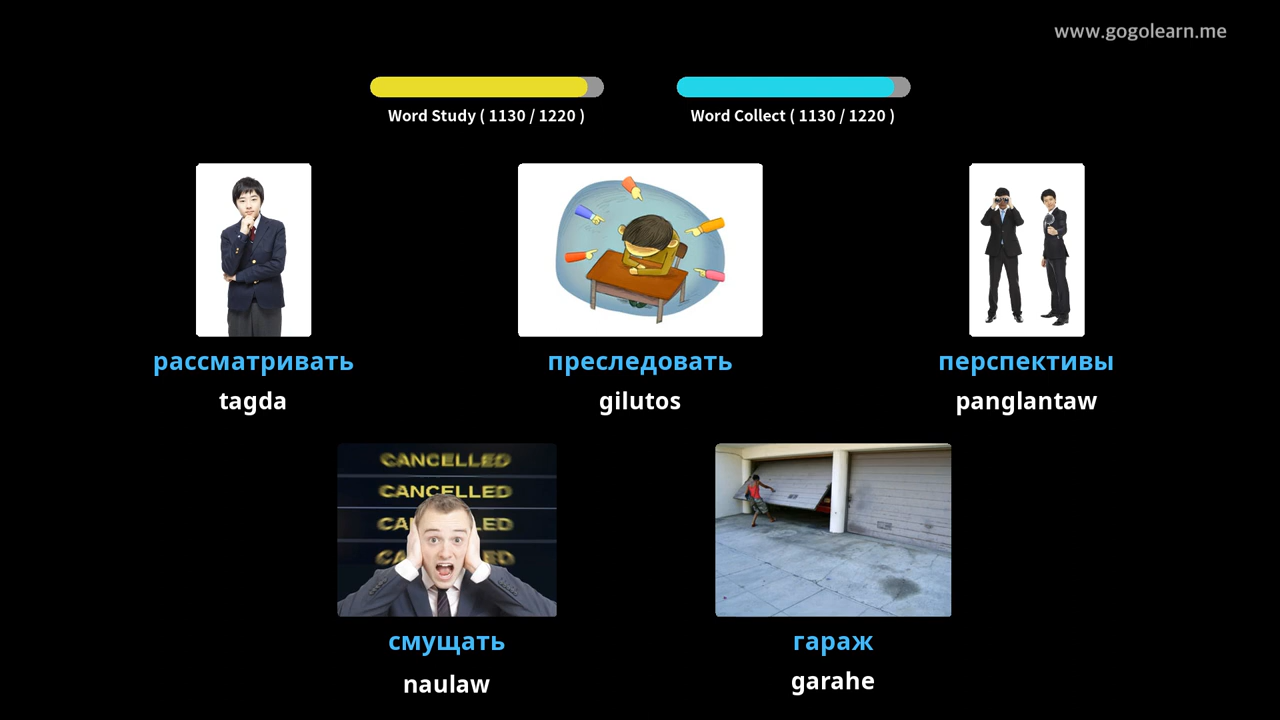 www.gogolearn.me
Word Study ( 1130 / 1220 )
Word Collect ( 1130 / 1220 )
рассматривать
tagda
преследовать
gilutos
перспективы
panglantaw
CANCELLED
CANCELLED
смущать
naulaw
гараж
garahe